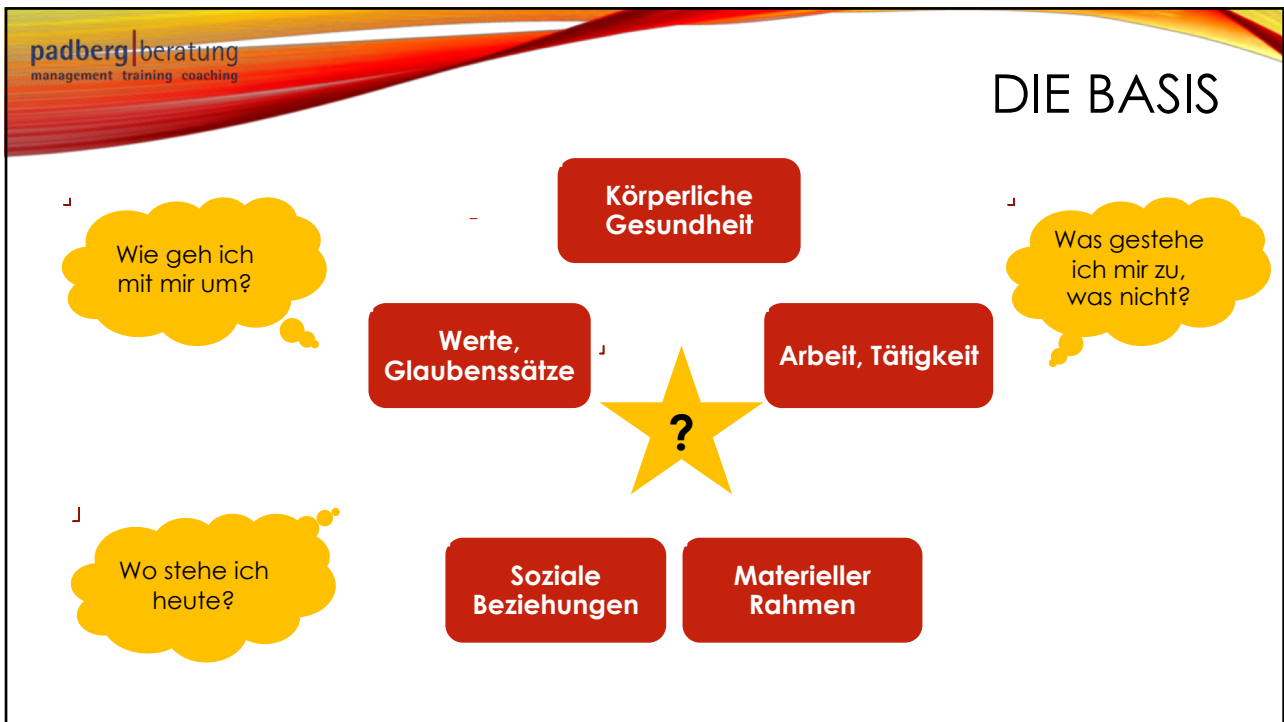 padberg|beratung
management training coaching
DIE BASIS
Körperliche
Gesundheit
Wie geh ich
mit mir um?
Was gestehe
ich mir zu,
was nicht?
Werte,
Glaubenssätze
Arbeit, Tätigkeit
?
Wo stehe ich
heute?
Soziale
Beziehungen
Materieller
Rahmen